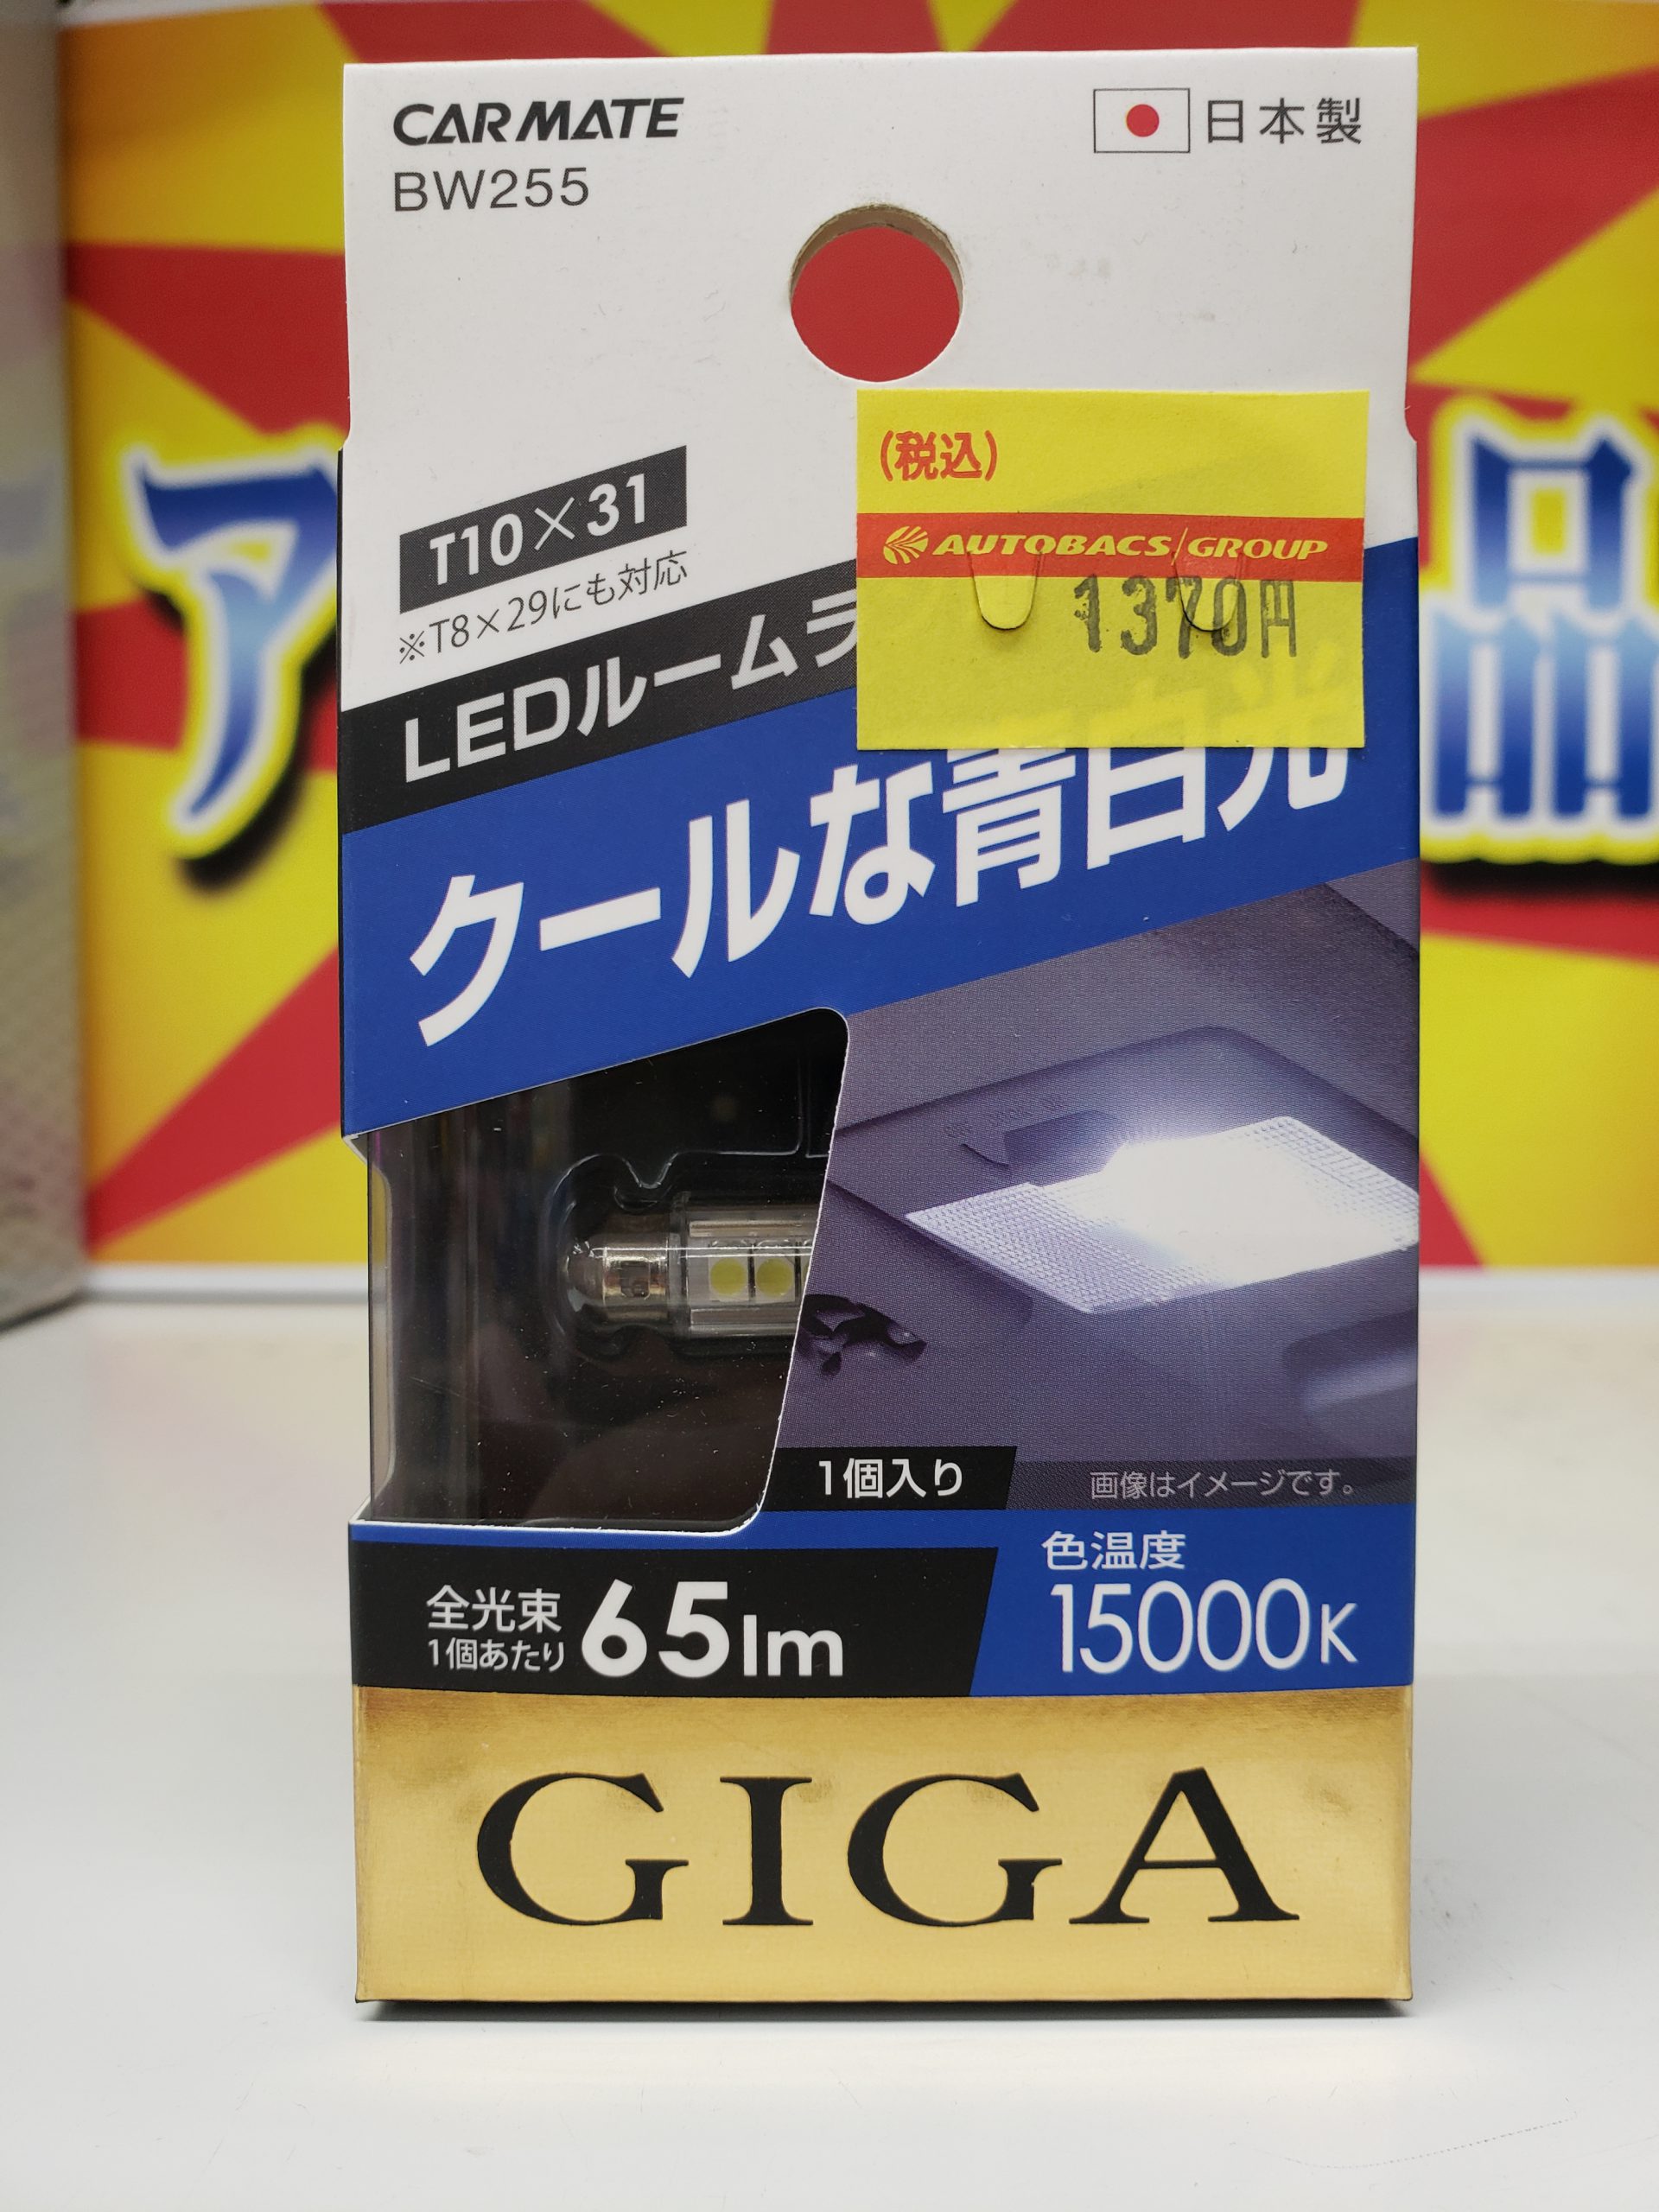 CARMATE
日本製
BW255
(税込)
AUTOBACS/GROUP
1370円
T10×31
※T8×29にも対応
LEDルームラ
クールな青白光
1個入り
画像はイメージです。
全光束
1個あたり
65lm
色温度
15000K
GIGA
ア
品